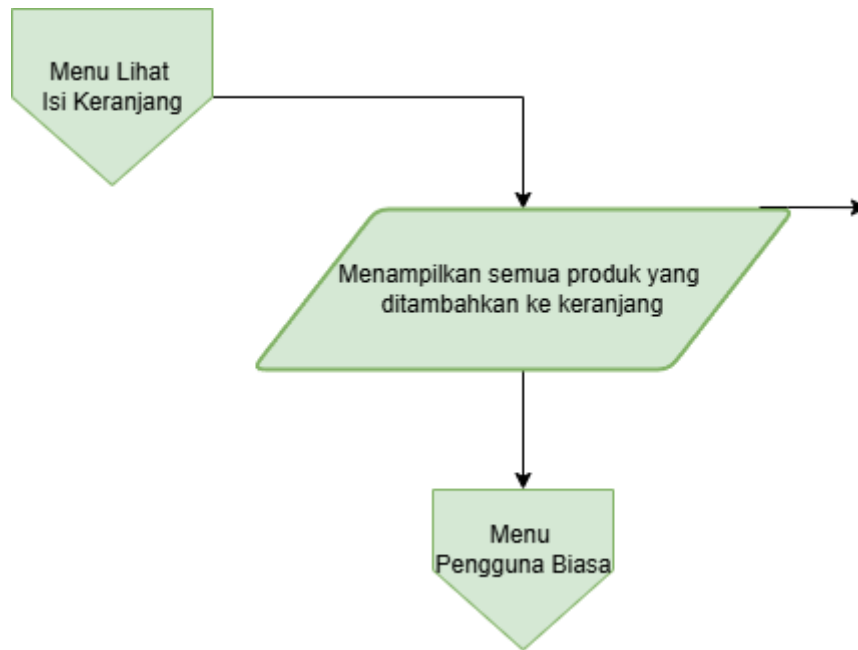 Menu Lihat
Isi Keranjang
Menampilkan semua produk yang
ditambahkan ke keranjang
Menu
Pengguna Biasa